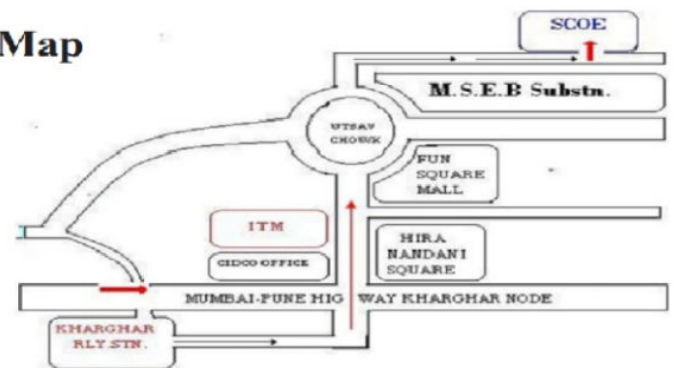 Map
SCOE
M.S.E.B Substn.
UTSAV
CHOWK
FUN
SQUARE
MALL
ITM
CIDCO OFFICE
HIRA
NANDANI
SQUARE
MUMBAI-PUNE HIG WAY KHARGHAR NODE
KHARGHAR
RLY STN.